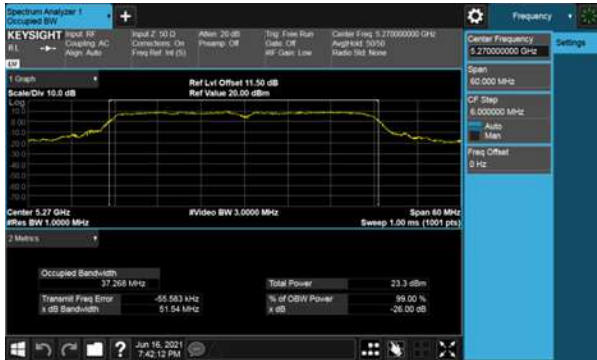 Spectrum Analyzer 1
Occupied BW
+
Frequency
KEYSIGHT
Input: RF
Coupling: AC
Align: Auto
Input Z: 50 Ω
Corrections: On
Freq Ref: Int (S)
Atten: 20 dB
Preamp: Off
Trig: Free Run
Gate: Off
#IF Gain: Low
Center Freq: 5.270000000 GHz
Avg|Hold: 50/50
Radio Std: None
Center Frequency
5.270000000 GHz
Settings
Span
60.000 MHz
CF Step
6.000000 MHz
Auto
Man
Freq Offset
0 Hz
1 Graph
Scale/Div 10.0 dB
Ref Lvl Offset 11.50 dB
Ref Value 20.00 dBm
Log
10.0
0.00
Center 5.27 GHz
#Res BW 1.0000 MHz
#Video BW 3.0000 MHz
Span 60 MHz
Sweep 1.00 ms (1001 pts)
2 Metrics
Occupied Bandwidth
37.268 MHz
Total Power 23.3 dBm
Transmit Freq Error -55.583 kHz
% of OBW Power 99.00 %
x dB Bandwidth 51.54 MHz
x dB -26.00 dB
?
Jun 16, 2021
7:42:12 PM